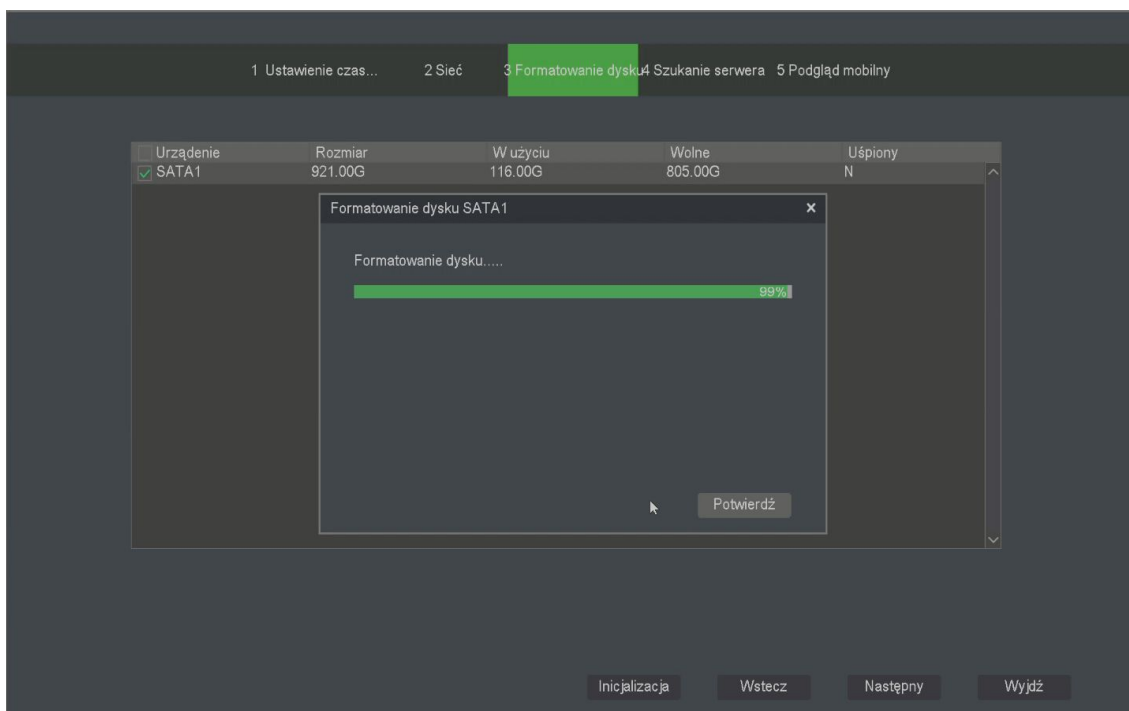 1 Ustawienie czas... 2 Sieć 3 Formatowanie dysku 4 Szukanie serwera 5 Podgląd mobilny
Urządzenie Rozmiar W użyciu Wolne Uśpiony
SATA1 921.00G 116.00G 805.00G N
Formatowanie dysku SATA1
Formatowanie dysku.....
99%
Potwierdź
Inicjalizacja Wstecz Następny Wyjdź